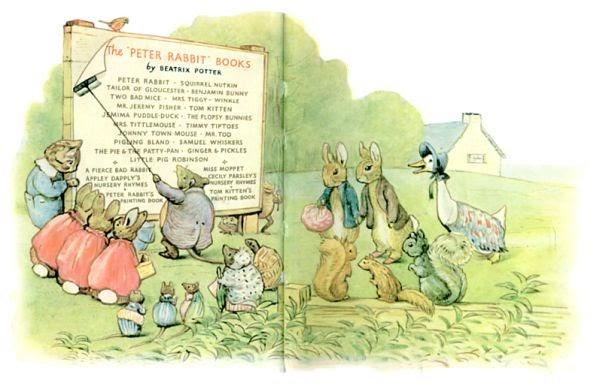 The "PETER RABBIT" BOOKS
by BEATRIX POTTER
PETER RABBIT · SQUIRREL NUTKIN
TAILOR OF GLOUCESTER · BENJAMIN BUNNY
TWO BAD MICE · MRS. TIGGY-WINKLE
MR. JEREMY FISHER · TOM KITTEN
JEMIMA PUDDLE-DUCK · THE FLOPSY BUNNIES
MRS. TITTLEMOUSE · TIMMY TIPTOES
JOHNNY TOWN-MOUSE · MR. TOD
PIGLING BLAND · SAMUEL WHISKERS
THE PIE & THE PATTY-PAN · GINGER & PICKLES
LITTLE PIG ROBINSON
A FIERCE BAD RABBIT
APPLEY DAPPLY'S
NURSERY RHYMES
PETER RABBIT'S
PAINTING BOOK
MISS MOPPET
CECILY PARSLEY'S
NURSERY RHYMES
TOM KITTEN'S
PAINTING BOOK